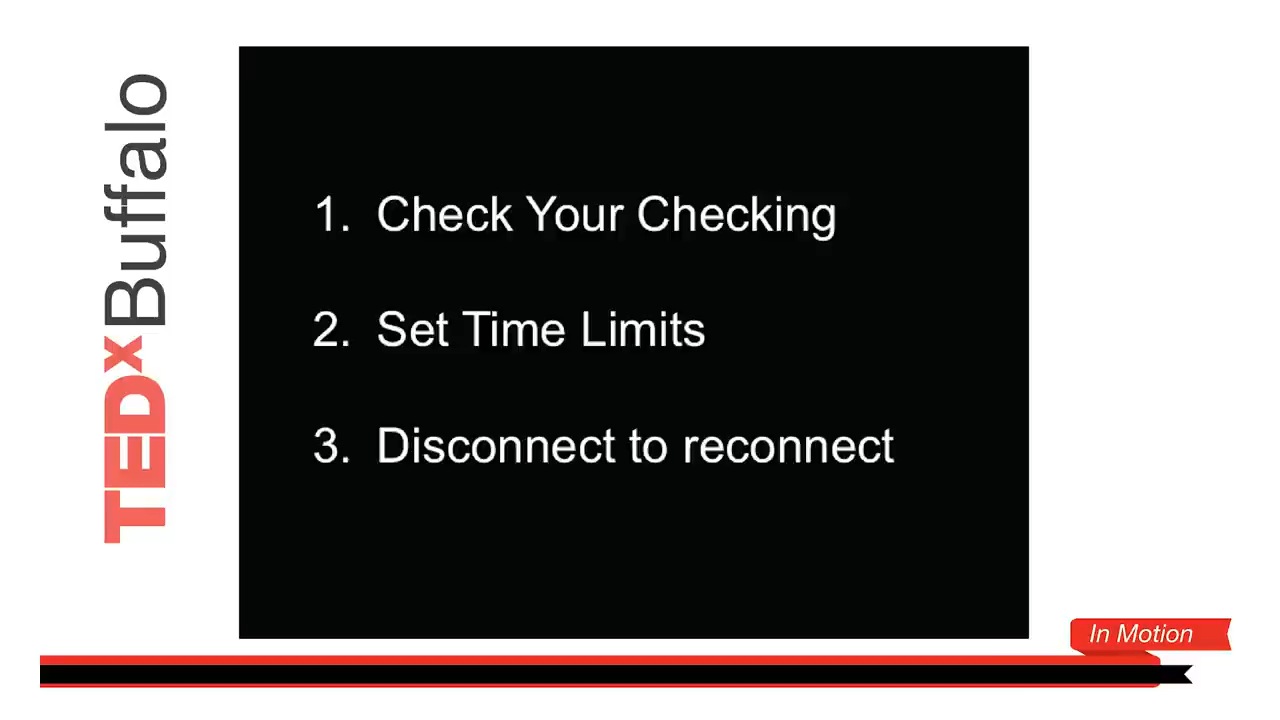 TEDxBuffalo
1. Check Your Checking
2. Set Time Limits
3. Disconnect to reconnect
In Motion